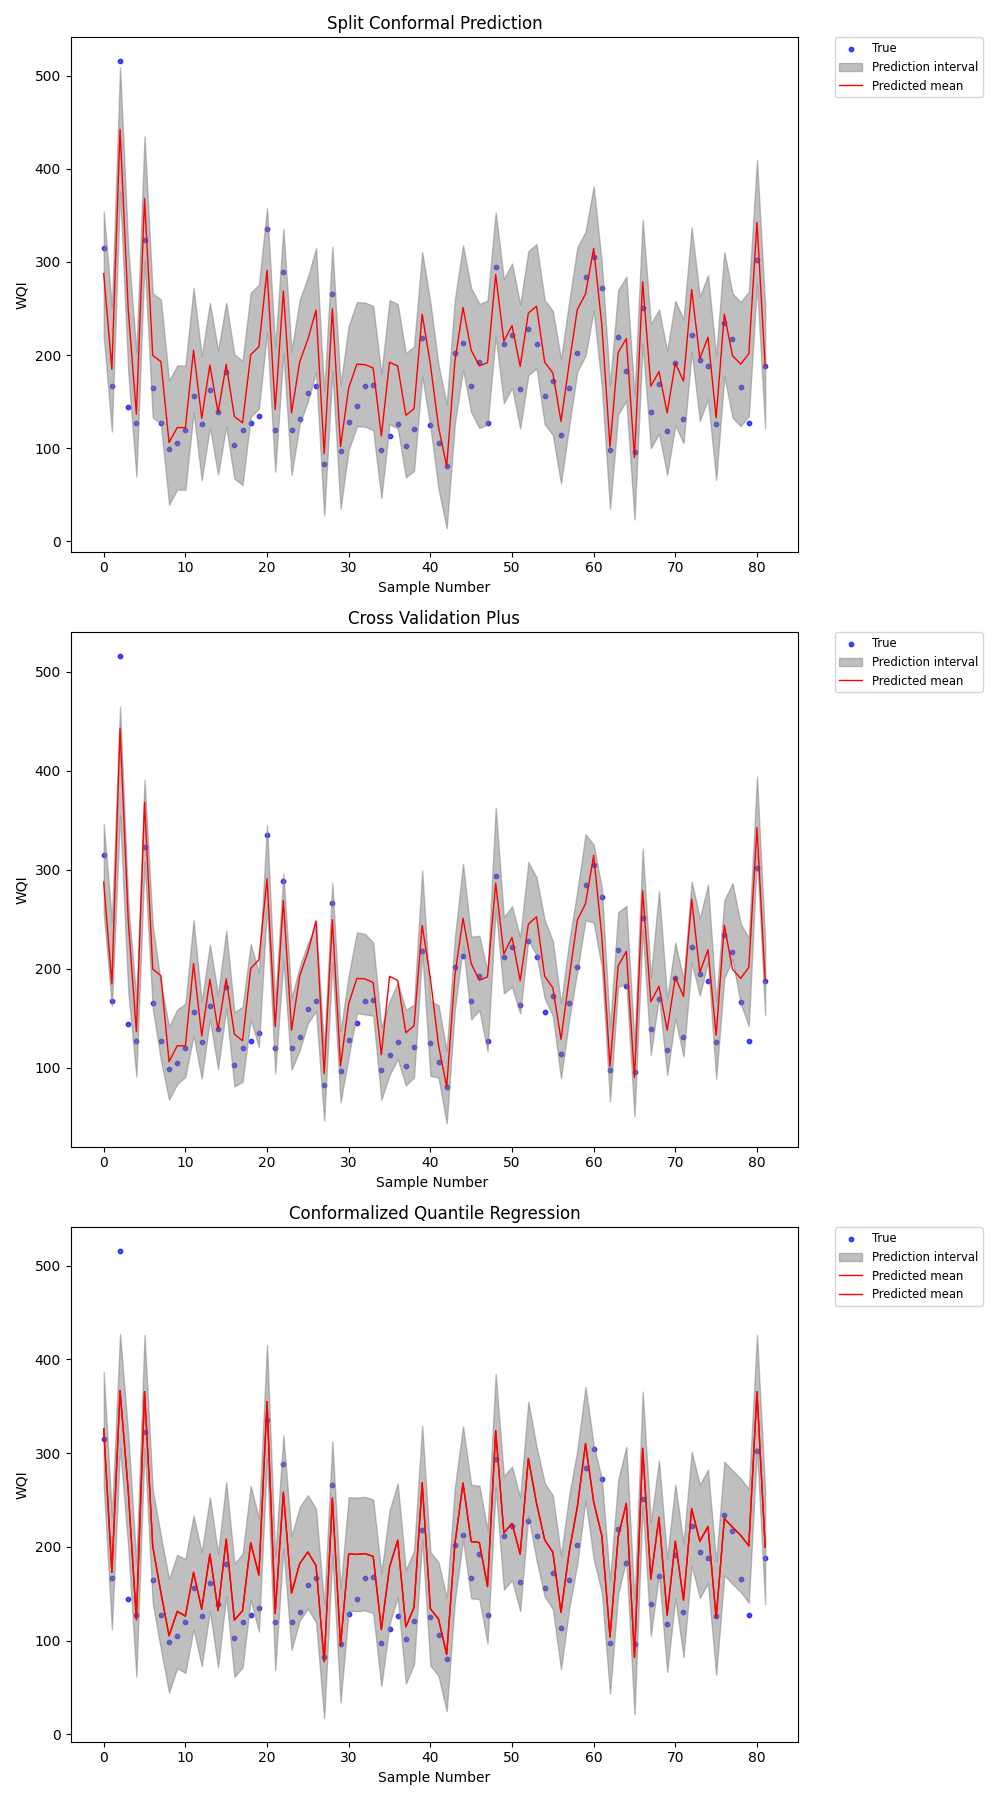 Split Conformal Prediction
True
Prediction interval
Predicted mean
WQI
500
400
300
200
100
0
0 10 20 30 40 50 60 70 80
Sample Number
Cross Validation Plus
True
Prediction interval
Predicted mean
WQI
500
400
300
200
100
0 10 20 30 40 50 60 70 80
Sample Number
Conformalized Quantile Regression
True
Prediction interval
Predicted mean
Predicted mean
WQI
500
400
300
200
100
0
0 10 20 30 40 50 60 70 80
Sample Number